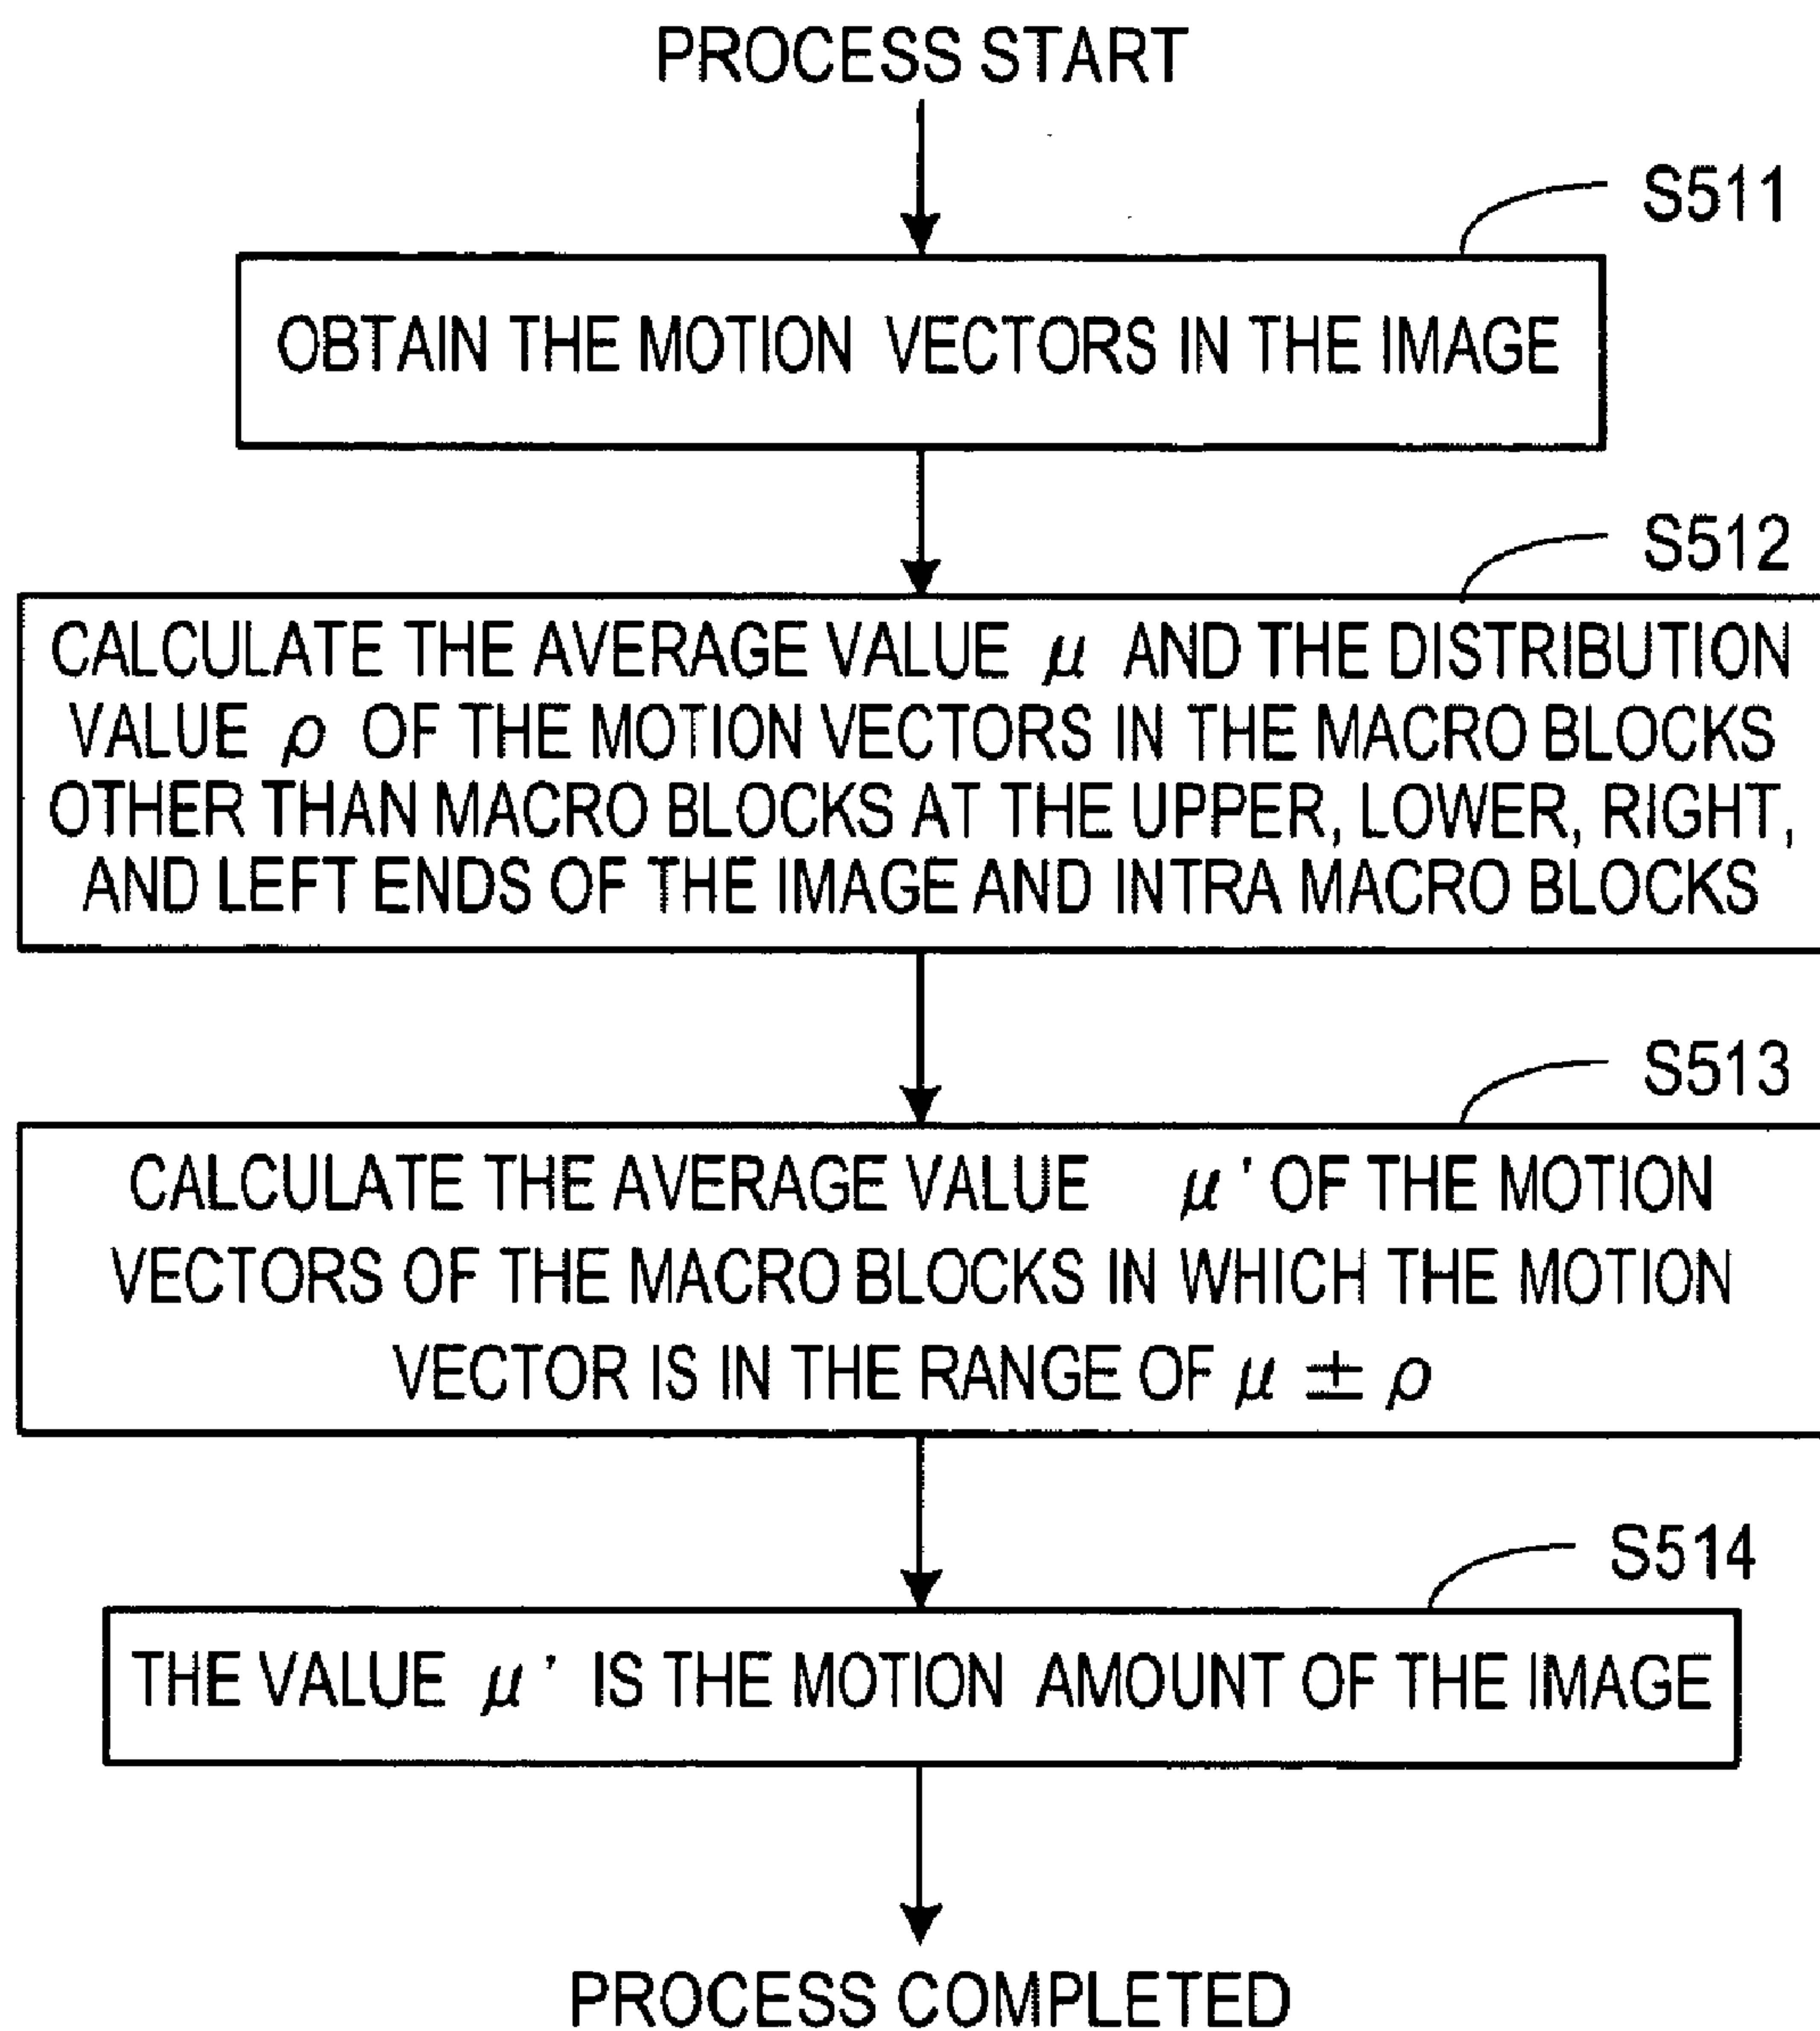 PROCESS START
S511
OBTAIN THE MOTION VECTORS IN THE IMAGE
S512
CALCULATE THE AVERAGE VALUE μ AND THE DISTRIBUTION
VALUE ρ OF THE MOTION VECTORS IN THE MACRO BLOCKS
OTHER THAN MACRO BLOCKS AT THE UPPER, LOWER, RIGHT,
AND LEFT ENDS OF THE IMAGE AND INTRA MACRO BLOCKS
S513
CALCULATE THE AVERAGE VALUE μ' OF THE MOTION
VECTORS OF THE MACRO BLOCKS IN WHICH THE MOTION
VECTOR IS IN THE RANGE OF μ ± ρ
S514
THE VALUE μ' IS THE MOTION AMOUNT OF THE IMAGE
PROCESS COMPLETED